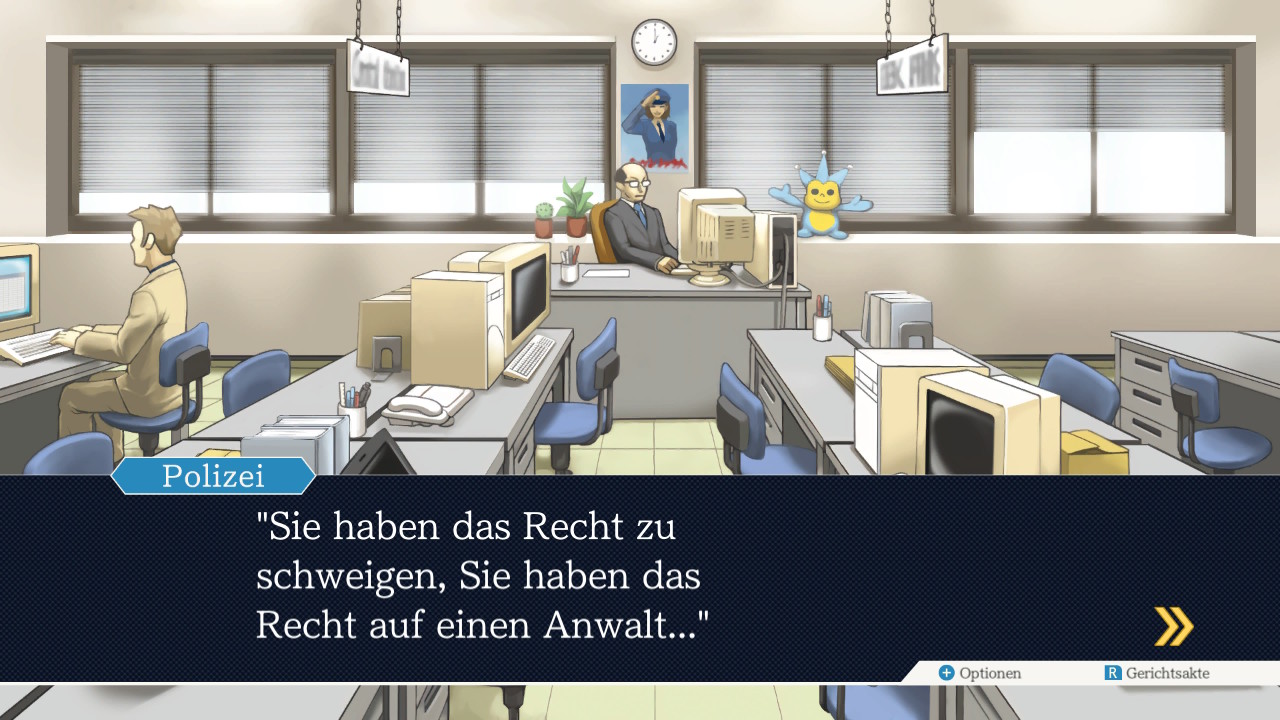 Polizei
"Sie haben das Recht zu
schweigen, Sie haben das
Recht auf einen Anwalt..."
+ Optionen
R Gerichtsakte